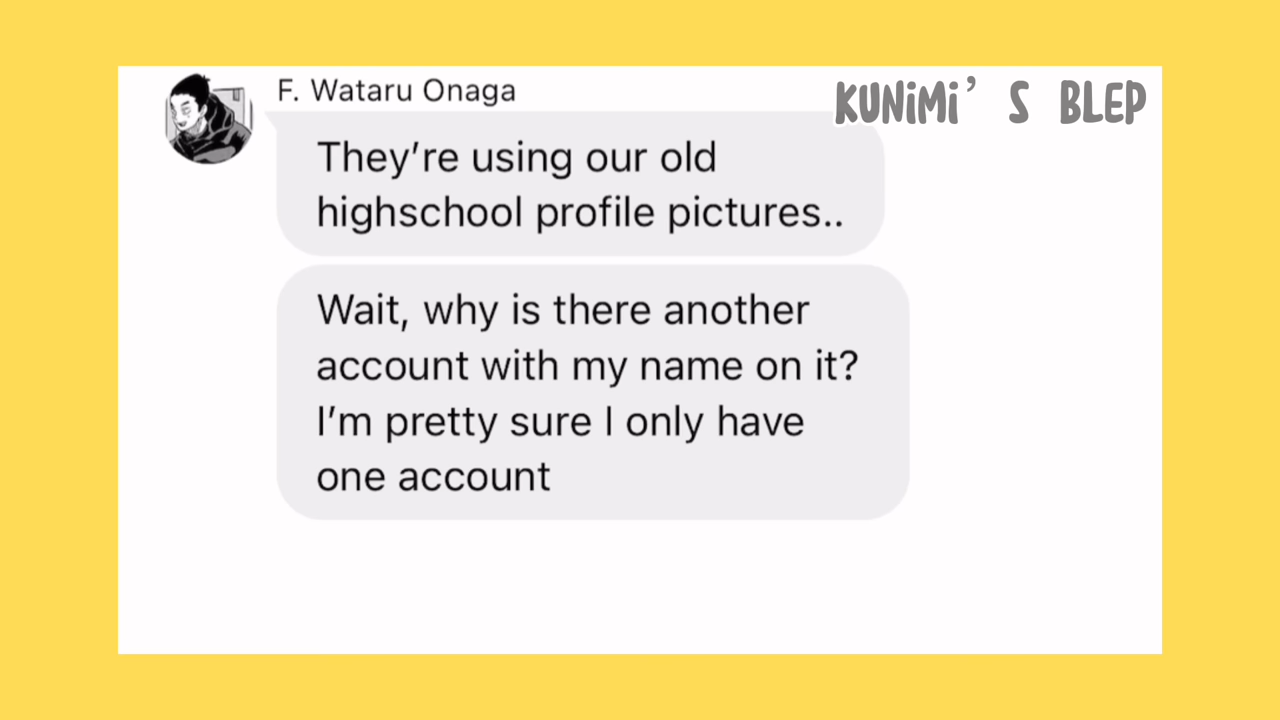 F. Wataru Onaga
KUNiMi’S BLEP
They’re using our old
highschool profile pictures..
Wait, why is there another
account with my name on it?
I’m pretty sure I only have
one account